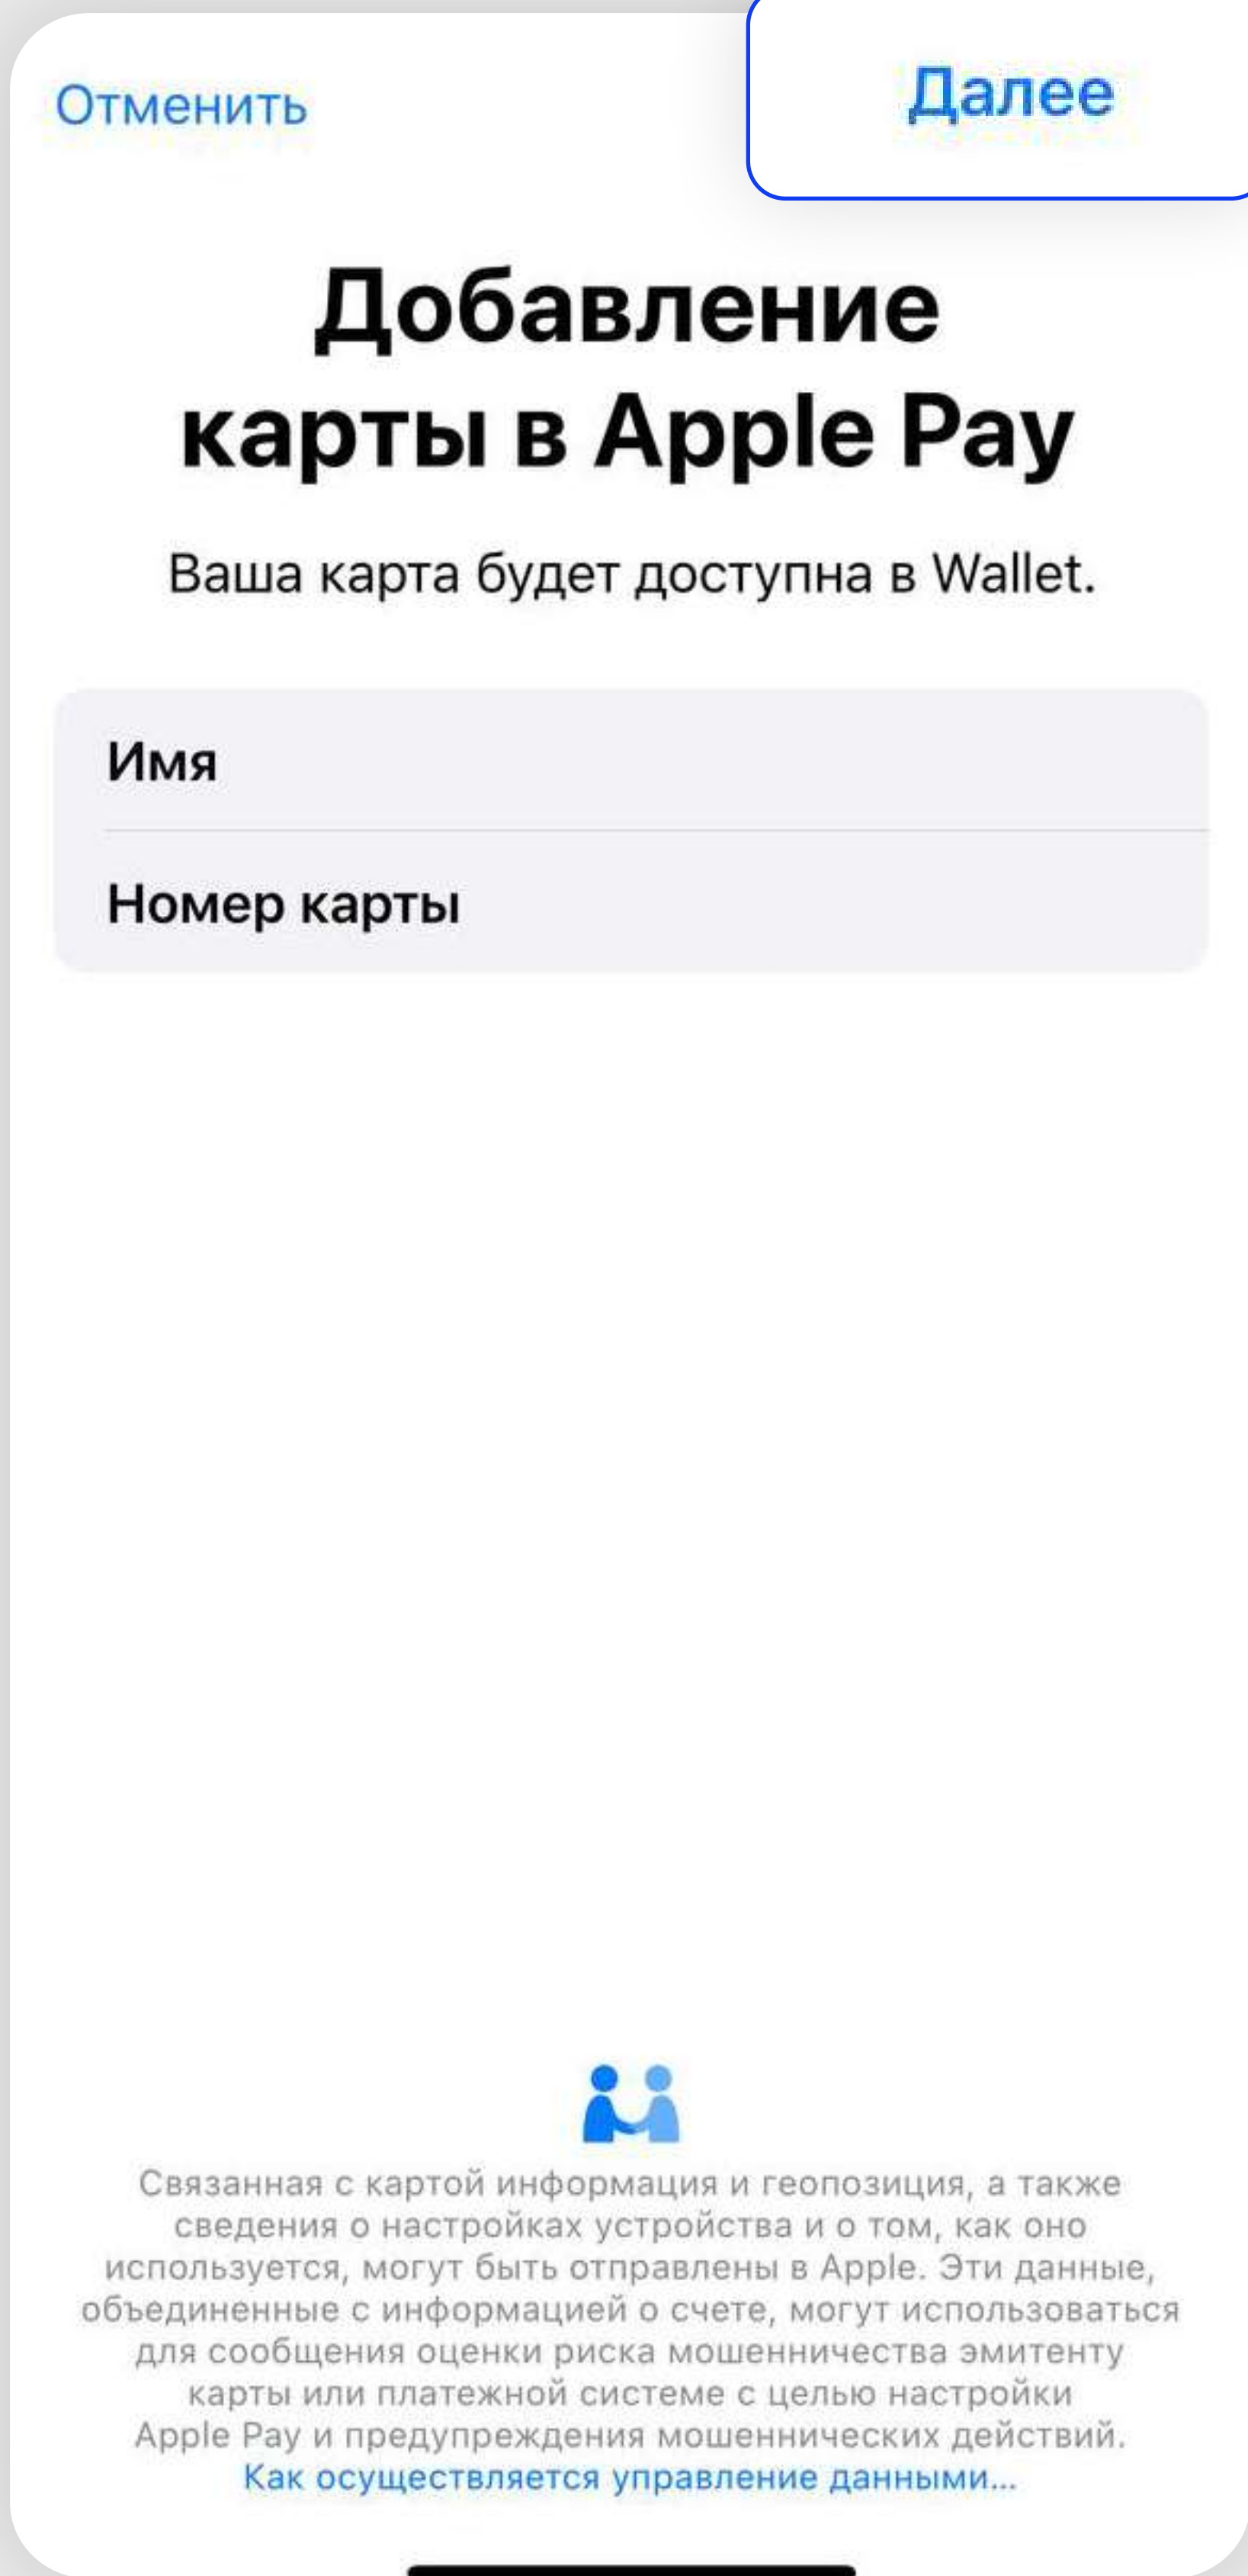 Отменить
Далее
Добавление
карты в Apple Pay
Ваша карта будет доступна в Wallet.
Имя
Номер карты
Связанная с картой информация и геопозиция, а также
сведения о настройках устройства и о том, как оно
используется, могут быть отправлены в Apple. Эти данные,
объединенные с информацией о счете, могут использоваться
для сообщения оценки риска мошенничества эмитенту
карты или платежной системе с целью настройки
Apple Pay и предупреждения мошеннических действий.
Как осуществляется управление данными...